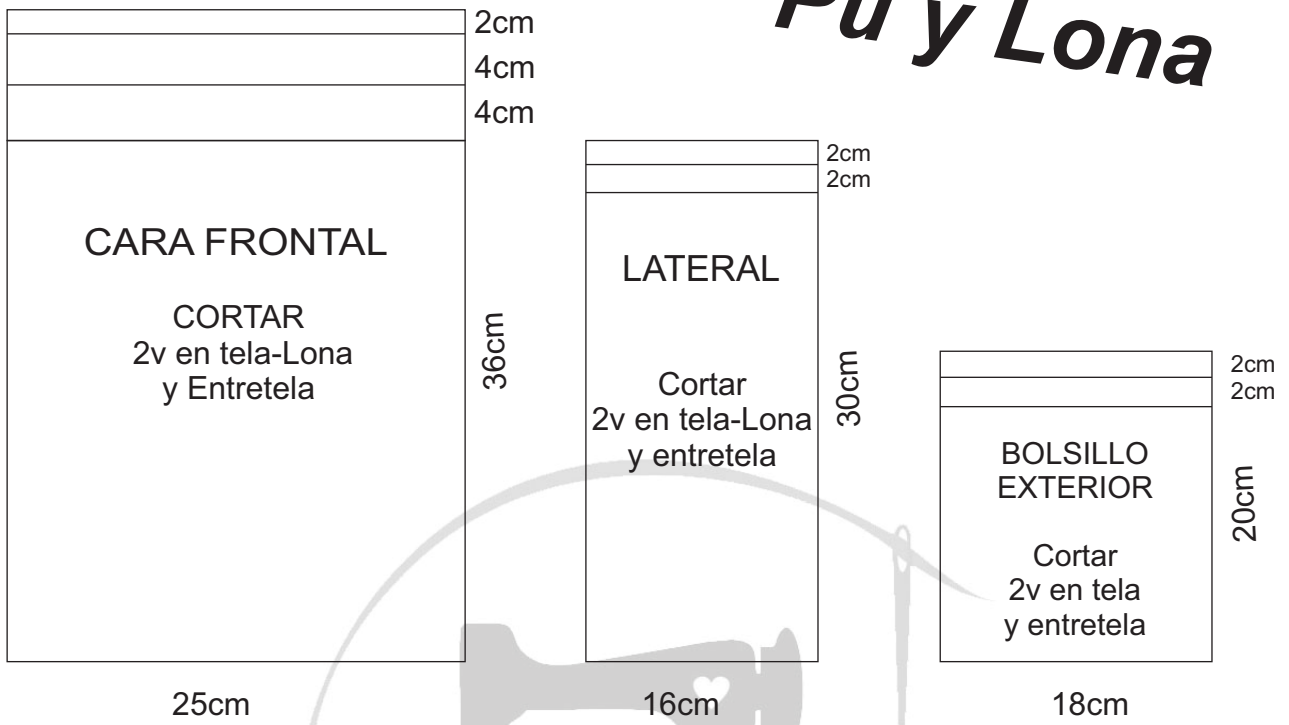 Pu y Lona
2cm
4cm
4cm
CARA FRONTAL
CORTAR
2v en tela-Lona
y Entretela
36cm
25cm
2cm
2cm
LATERAL
Cortar
2v en tela-Lona
y entretela
30cm
16cm
2cm
2cm
BOLSILLO
EXTERIOR
Cortar
2v en tela
y entretela
20cm
18cm